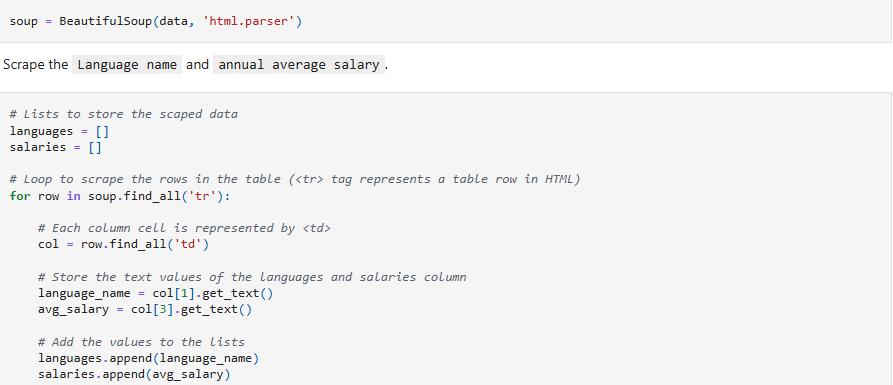 soup = BeautifulSoup(data, 'html.parser')
Scrape the Language name and annual average salary.
# Lists to store the scaped data
languages = []
salaries = []
# Loop to scrape the rows in the table (<tr> tag represents a table row in HTML)
for row in soup.find_all('tr'):
# Each column cell is represented by <td>
col = row.find_all('td')
# Store the text values of the languages and salaries column
language_name = col[1].get_text()
avg_salary = col[3].get_text()
# Add the values to the lists
languages.append(language_name)
salaries.append(avg_salary)